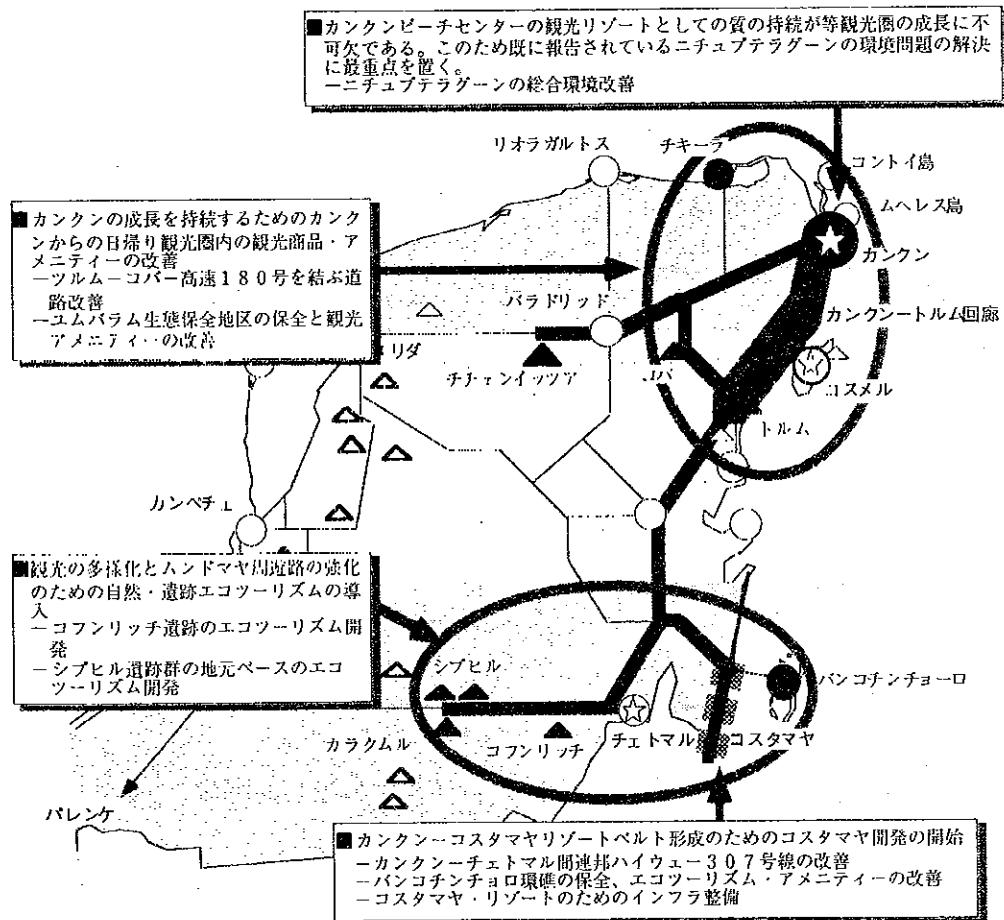 ■カンクンビーチセンターの観光リゾートとしての質の持続が等観光圏の成長に不
可欠である。このため既に報告されているニチュプテラグーンの環境問題の解決
に最重点を置く。
ーニチュプテラグーンの総合環境改善
リオラガルトス
チキーラ
コントイ島
ムヘレス島
カンクン
■カンクンの成長を持続するためのカンク
ンからの日帰り観光圏内の観光商品・ア
メニティーの改善
ーツルムーコバー高速180号を結ぶ道
路改善
ーユムバラム生態保全地区の保全と観光
アメニティーの改善
バラドリッド
カンクンートルム回廊
リダ
チチェンイッツア
コバ
コスメル
トルム
カンペチェ
■観光の多様化とムンドマヤ周遊路の強化
のための自然・遺跡エコツーリズムの導
入
ーコフンリッチ遺跡のエコツーリズム開
発
ーシブヒル遺跡群の地元ベースのエコ
ツーリズム開発
シブヒル
バンコチンチョーロ
カラクムル
コフンリッチ
チェトマル
コスタマヤ
パレンケ
■カンクンーコスタマヤリゾートベルト形成のためのコスタマヤ開発の開始
ーカンクンーチェトマル間連邦ハイウェー307号線の改善
ーバンコチンチョロ環礁の保全、エコツーリズム・アメニティーの改善
ーコスタマヤ・リゾートのためのインフラ整備